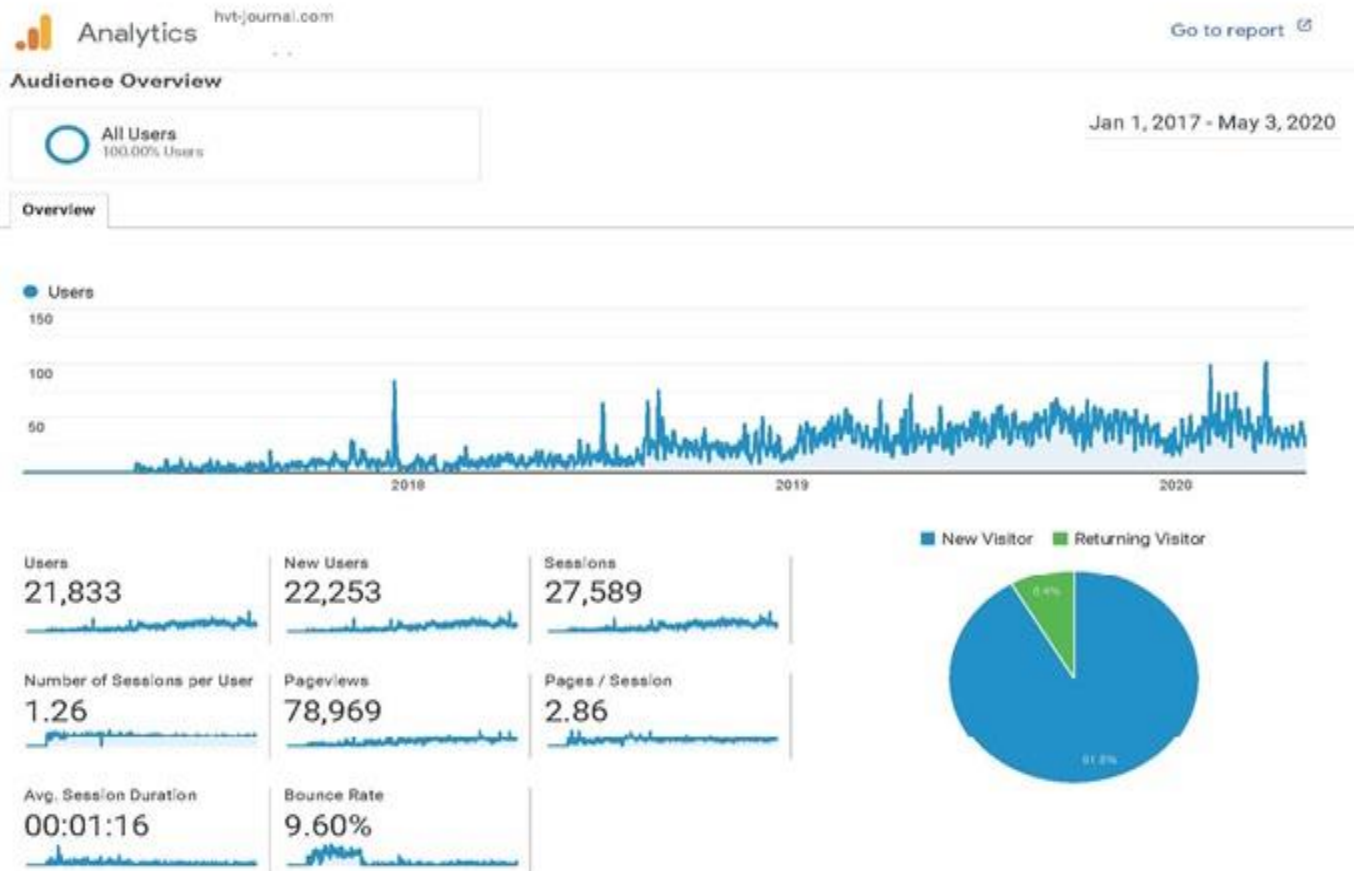 Analytics
hvt-journal.com
Go to report
Audience Overview
All Users
100.00% Users
Jan 1, 2017 - May 3, 2020
Overview
Users
150
100
50
2018
2019
2020
New Visitor
Returning Visitor
Users
New Users
Sessions
21,833
22,253
27,589
Number of Sessions per User
Pageviews
Pages / Session
1.26
78,969
2.86
Avg. Session Duration
Bounce Rate
00:01:16
9.60%